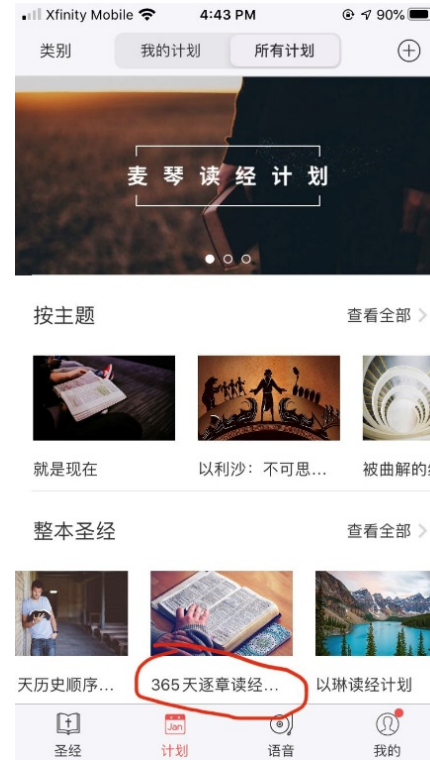 Xfinity Mobile 4:43 PM 90%
类别 我的计划 所有计划
麦琴读经计划
按主题 查看全部
就是现在 以利沙：不可思... 被曲解的
整本圣经 查看全部
天历史顺序... 365天逐章读经... 以琳读经计划
Jan
圣经 计划 语音 我的